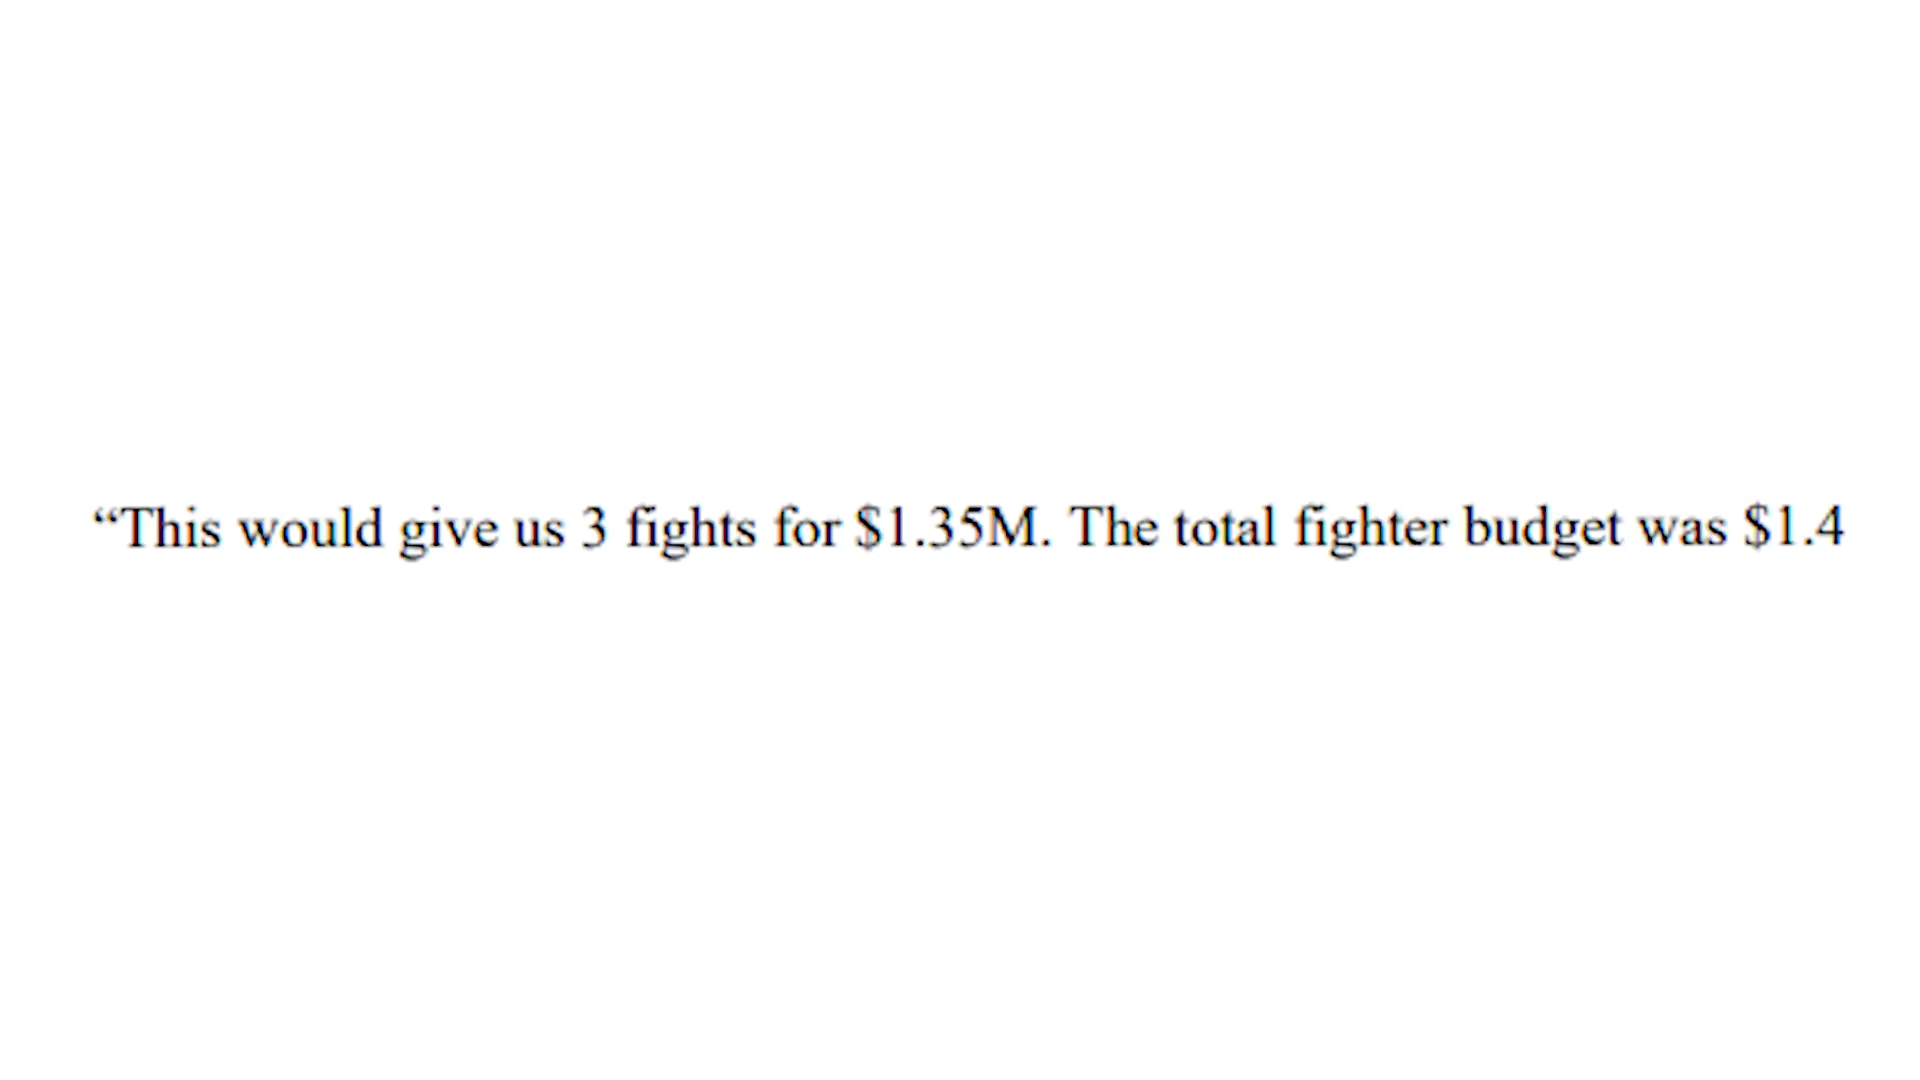 “This would give us 3 fights for $1.35M. The total fighter budget was $1.4